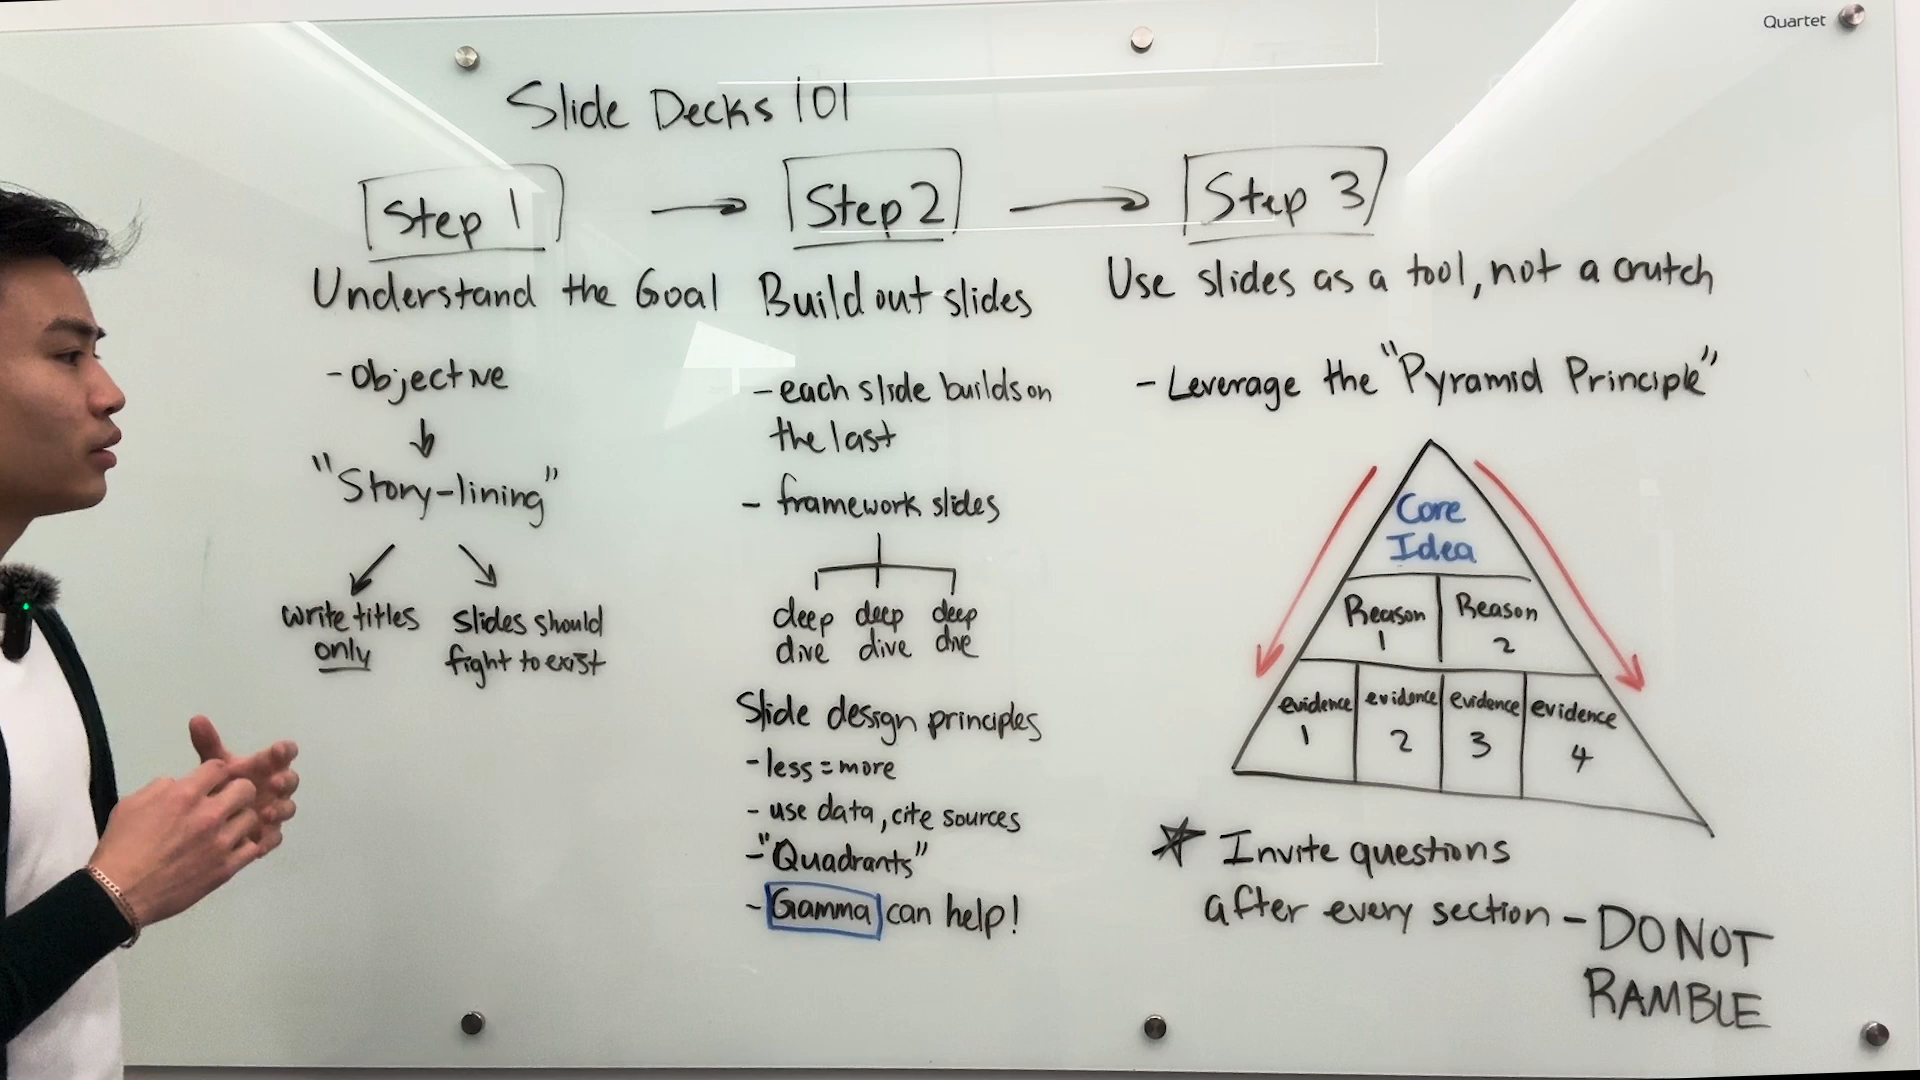 Quartet
Slide Decks 101
Step 1
Understand the Goal
- Objective
"Story-lining"
write titles
only
slides should
fight to exist
Step 2
Build out slides
- each slide builds on
the last
- framework slides
deep
dive
deep
dive
deep
dive
Slide design principles
- less = more
- use data, cite sources
- "Quadrants"
- Gamma can help!
Step 3
Use slides as a tool, not a crutch
- Leverage the "Pyramid Principle"
Core
Idea
Reason
1
Reason
2
evidence
1
evidence
2
evidence
3
evidence
4
Invite questions
after every section - DO NOT
RAMBLE